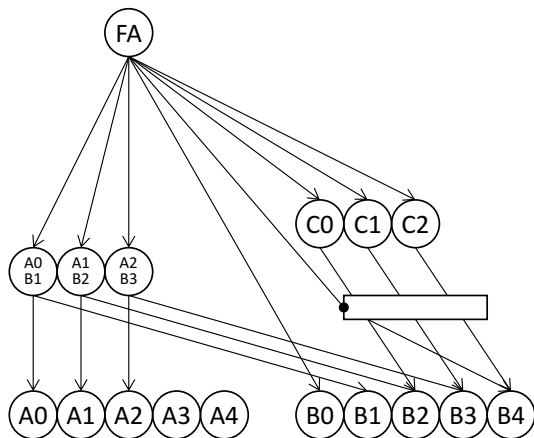 FA
C0 C1 C2
A0 A1 A2
B1 B2 B3
A0 A1 A2 A3 A4 B0 B1 B2 B3 B4